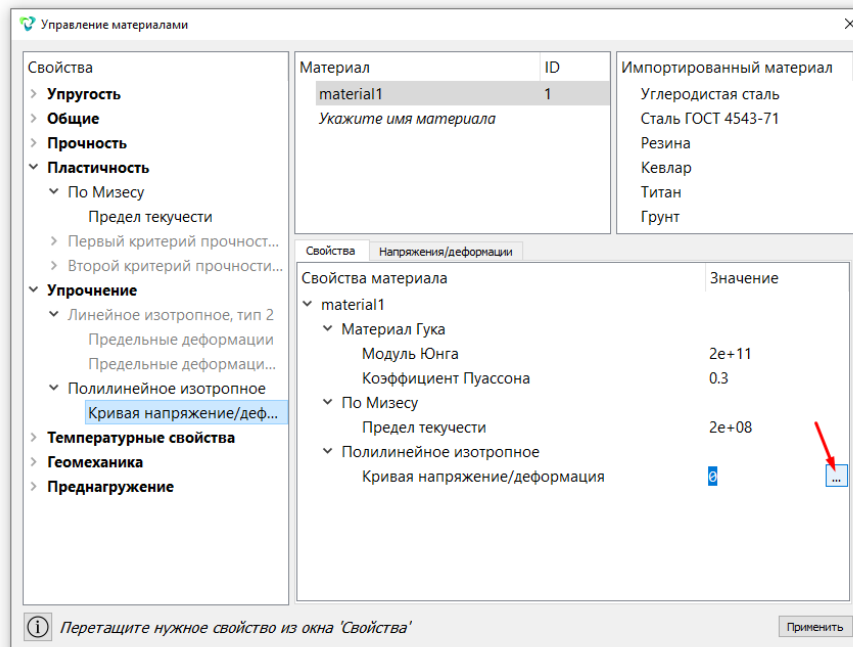 Управление материалами
Свойства
Упругость
Общие
Прочность
Пластичность
По Мизесу
Предел текучести
Первый критерий прочност...
Второй критерий прочности...
Упрочнение
Линейное изотропное, тип 2
Предельные деформации
Предельные деформаци...
Полилинейное изотропное
Кривая напряжение/деф...
Температурные свойства
Геомеханика
Преднагружение
Материал ID
material1 1
Укажите имя материала
Импортированный материал
Углеродистая сталь
Сталь ГОСТ 4543-71
Резина
Кевлар
Титан
Грунт
Свойства Напряжения/деформации
Свойства материала Значение
material1
Материал Гука
Модуль Юнга 2e+11
Коэффициент Пуассона 0.3
По Мизесу
Предел текучести 2e+08
Полилинейное изотропное
Кривая напряжение/деформация 0 ...
Перетащите нужное свойство из окна 'Свойства'
Применить